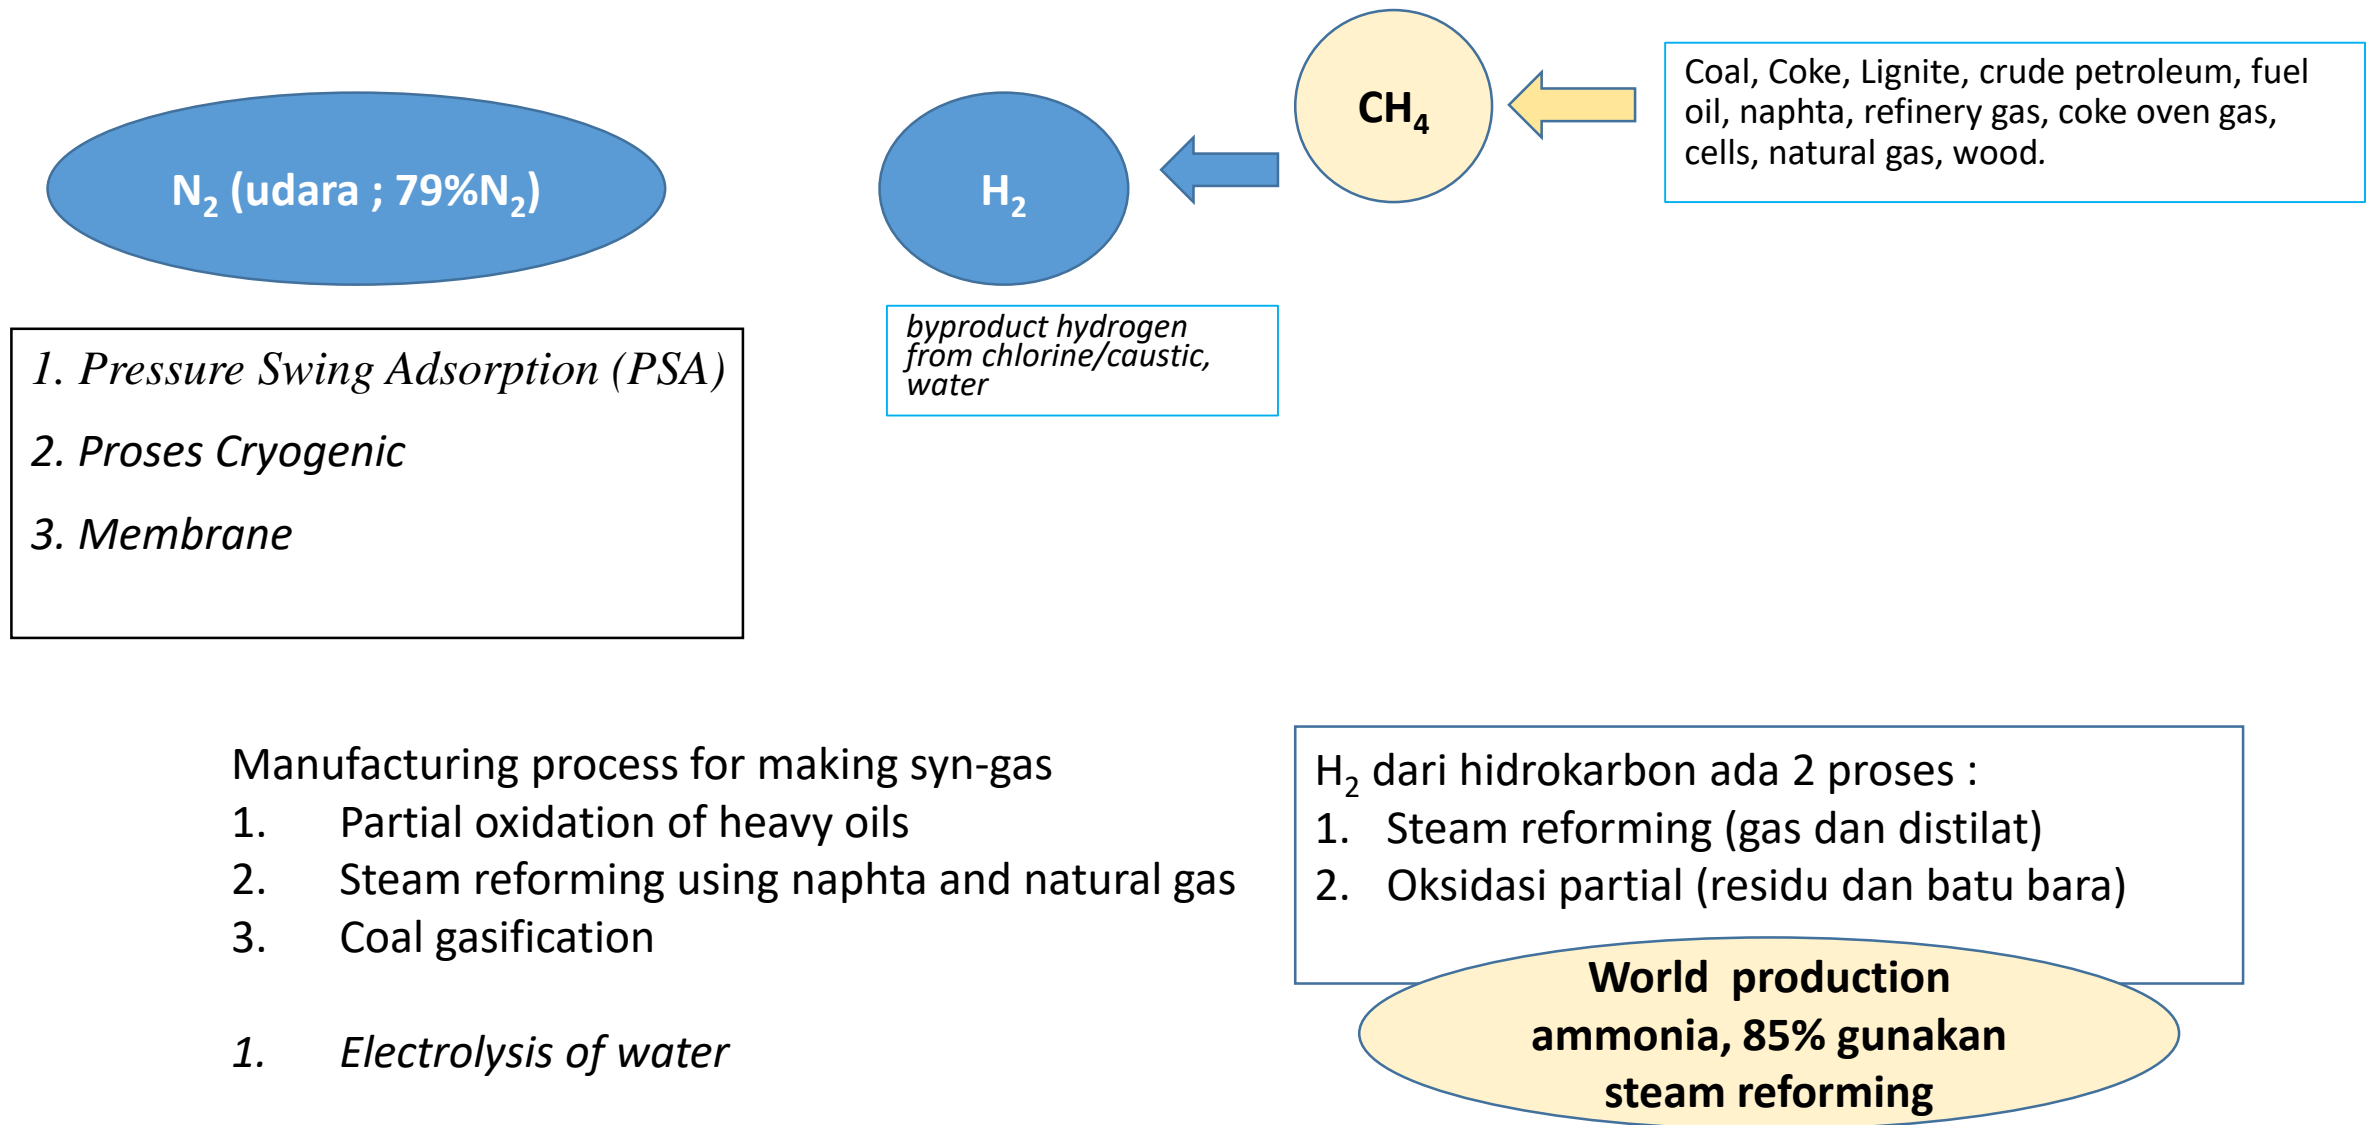 N₂ (udara ; 79%N₂)
H₂
CH₄
Coal, Coke, Lignite, crude petroleum, fuel
oil, naphta, refinery gas, coke oven gas,
cells, natural gas, wood.
1. Pressure Swing Adsorption (PSA)
2. Proses Cryogenic
3. Membrane
byproduct hydrogen
from chlorine/caustic,
water
Manufacturing process for making syn-gas
1. Partial oxidation of heavy oils
2. Steam reforming using naphta and natural gas
3. Coal gasification
1. Electrolysis of water
H₂ dari hidrokarbon ada 2 proses :
1. Steam reforming (gas dan distilat)
2. Oksidasi partial (residu dan batu bara)
World production
ammonia, 85% gunakan
steam reforming